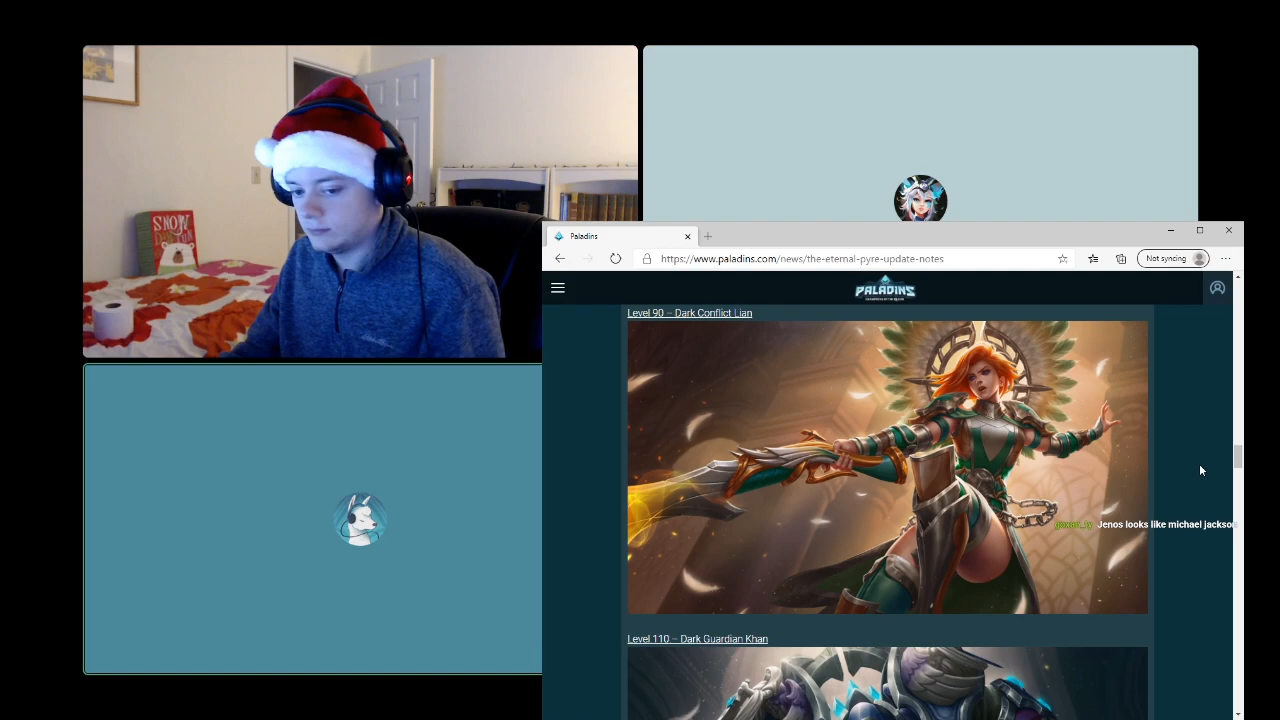 SNOW
Paladins
Not syncing
https://www.paladins.com/news/the-eternal-pyre-update-notes
PALADINS
Level 90 – Dark Conflict Lian
Jenos looks like michael jackson
Level 110 – Dark Guardian Khan